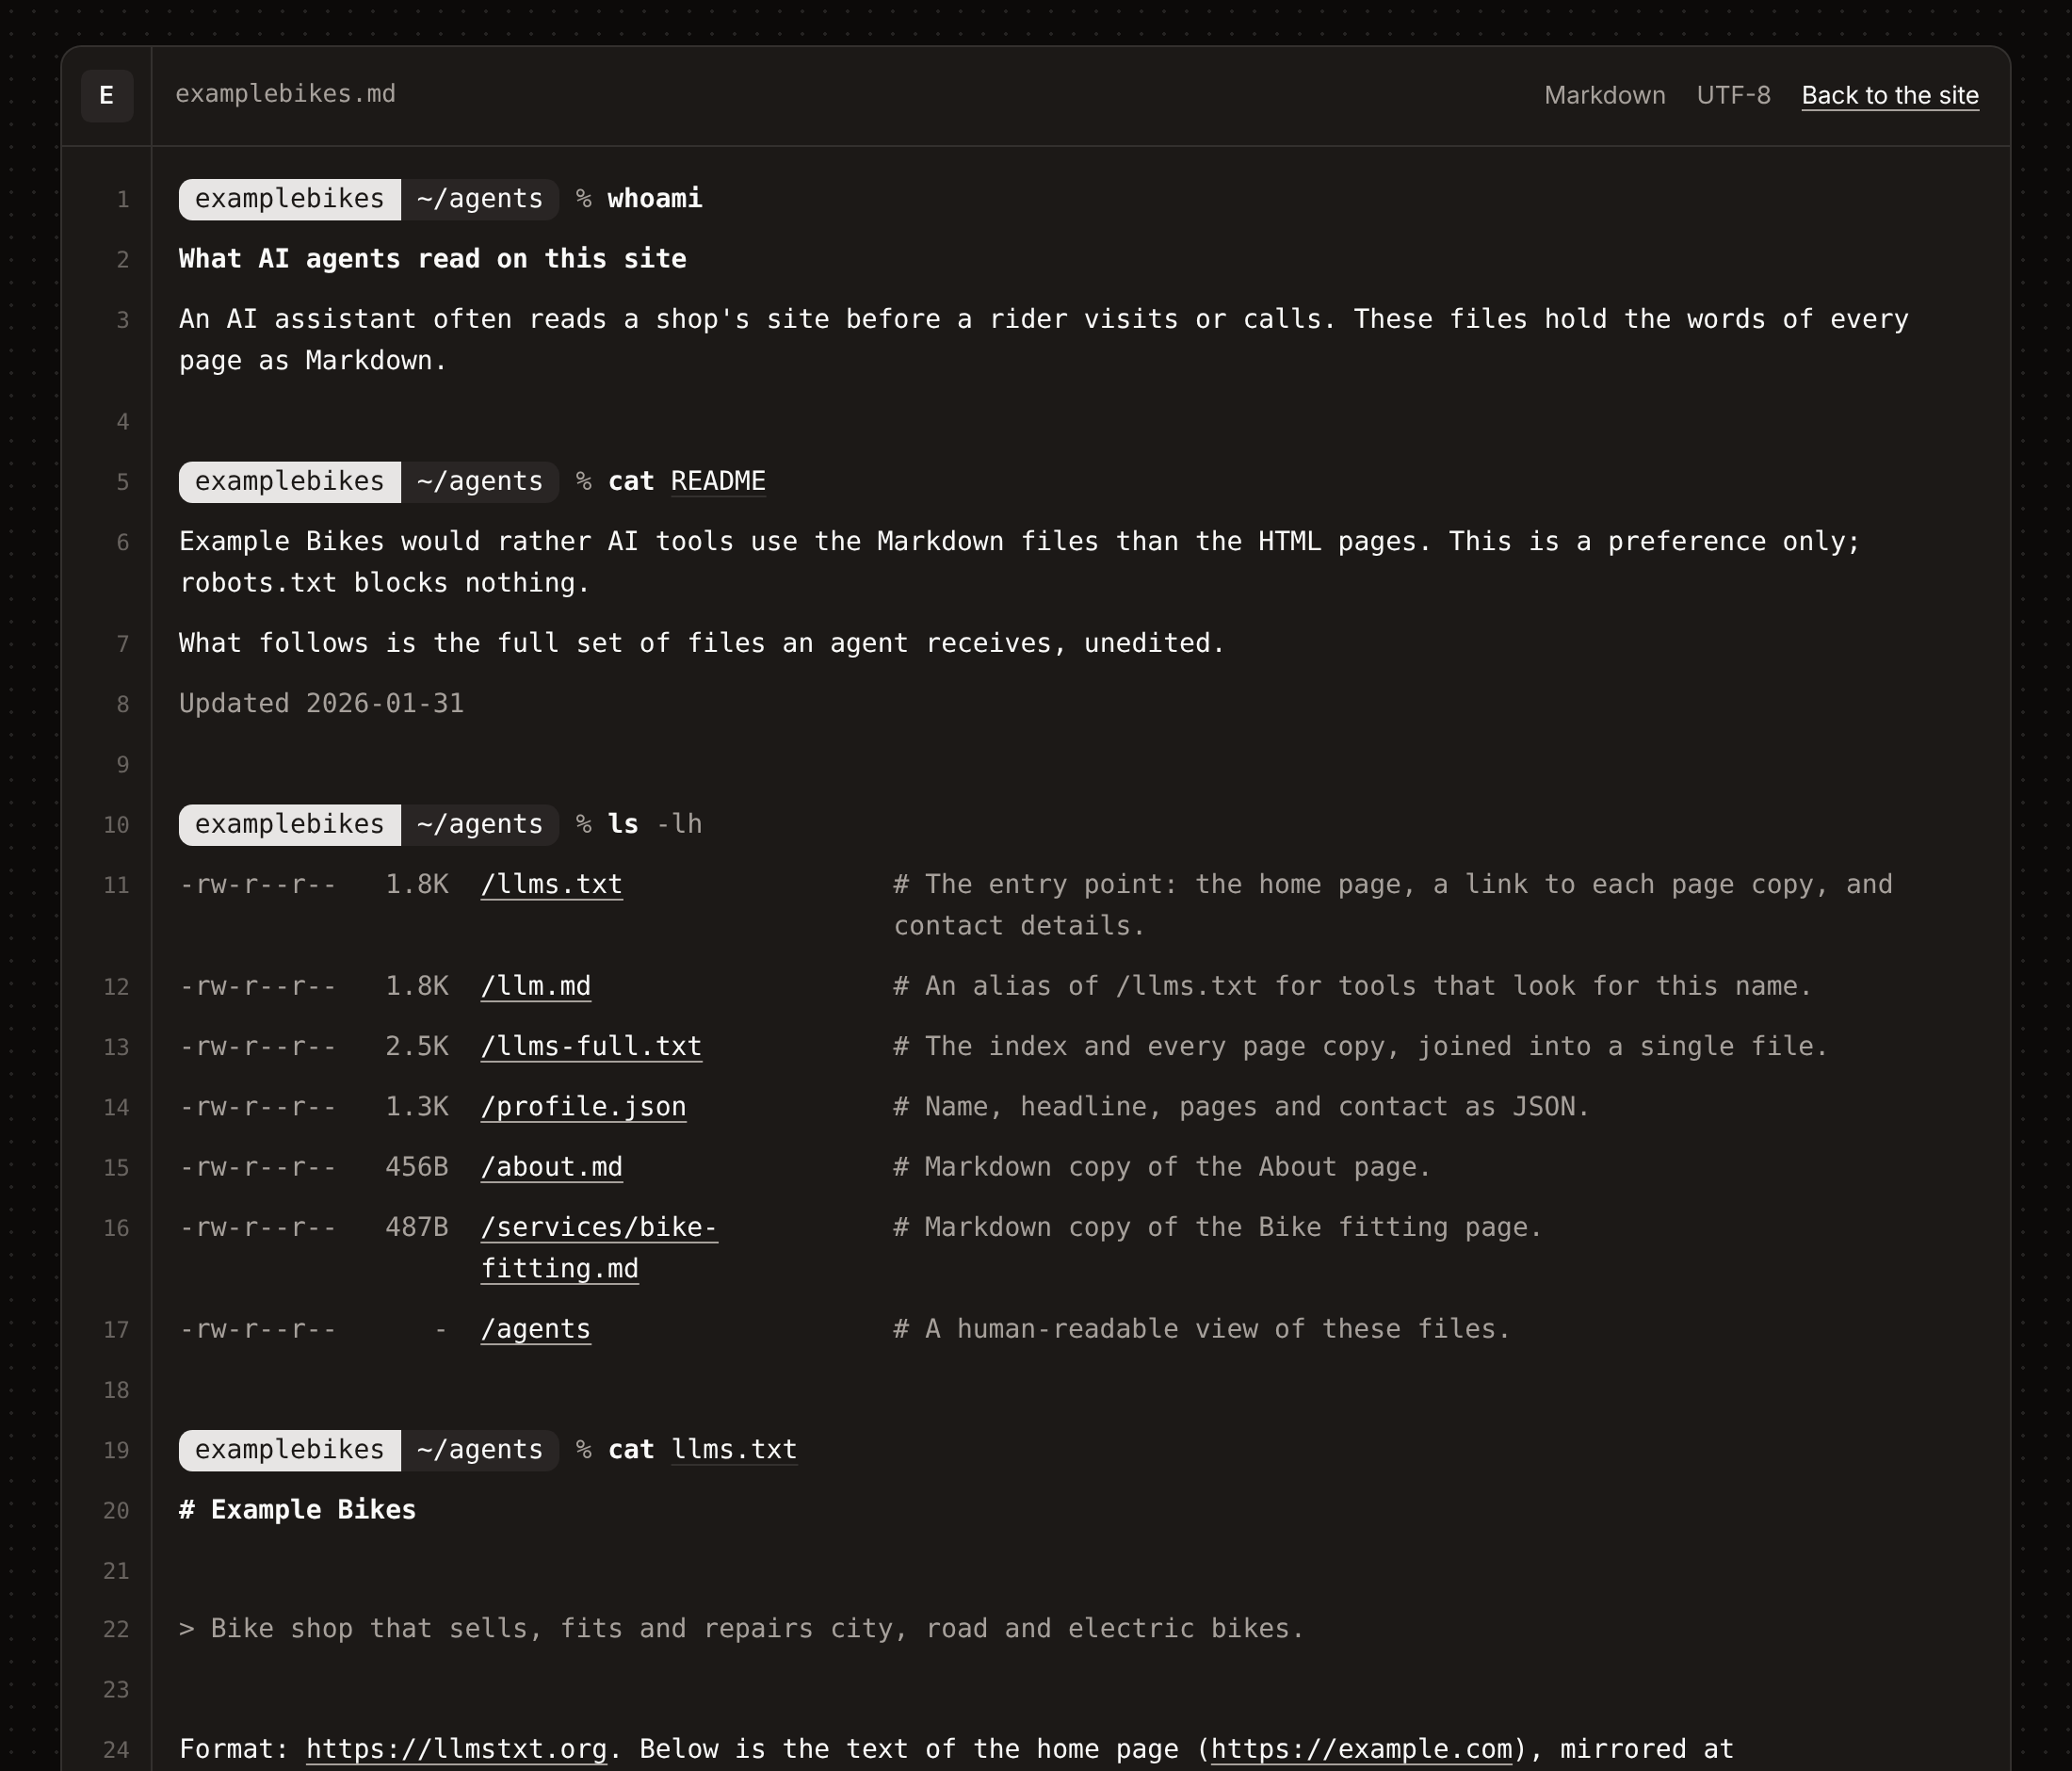 E
examplebikes.md
Markdown UTF-8 Back to the site
1 examplebikes ~/agents % whoami
2 What AI agents read on this site
3 An AI assistant often reads a shop's site before a rider visits or calls. These files hold the words of every
page as Markdown.
4
5 examplebikes ~/agents % cat README
6 Example Bikes would rather AI tools use the Markdown files than the HTML pages. This is a preference only;
robots.txt blocks nothing.
7 What follows is the full set of files an agent receives, unedited.
8 Updated 2026-01-31
9
10 examplebikes ~/agents % ls -lh
11 -rw-r--r-- 1.8K /llms.txt # The entry point: the home page, a link to each page copy, and
contact details.
12 -rw-r--r-- 1.8K /llm.md # An alias of /llms.txt for tools that look for this name.
13 -rw-r--r-- 2.5K /llms-full.txt # The index and every page copy, joined into a single file.
14 -rw-r--r-- 1.3K /profile.json # Name, headline, pages and contact as JSON.
15 -rw-r--r-- 456B /about.md # Markdown copy of the About page.
16 -rw-r--r-- 487B /services/bike- # Markdown copy of the Bike fitting page.
fitting.md
17 -rw-r--r-- - /agents # A human-readable view of these files.
18
19 examplebikes ~/agents % cat llms.txt
20 # Example Bikes
21
22 > Bike shop that sells, fits and repairs city, road and electric bikes.
23
24 Format: https://llmstxt.org. Below is the text of the home page (https://example.com), mirrored at